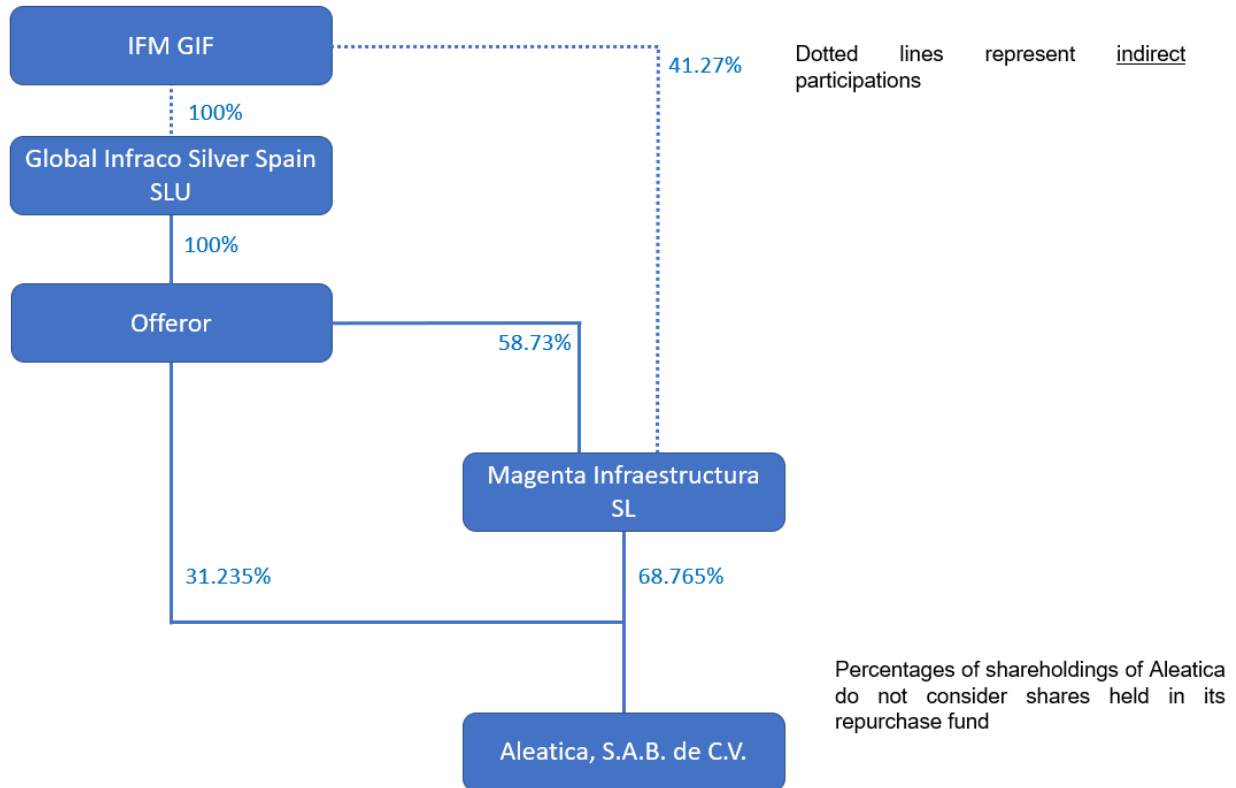 IFM GIF
41.27%
Dotted lines represent indirect
participations
100%
Global Infraco Silver Spain
SLU
100%
Offeror
58.73%
Magenta Infraestructura
SL
31.235%
68.765%
Percentages of shareholdings of Aleatica
do not consider shares held in its
repurchase fund
Aleatica, S.A.B. de C.V.